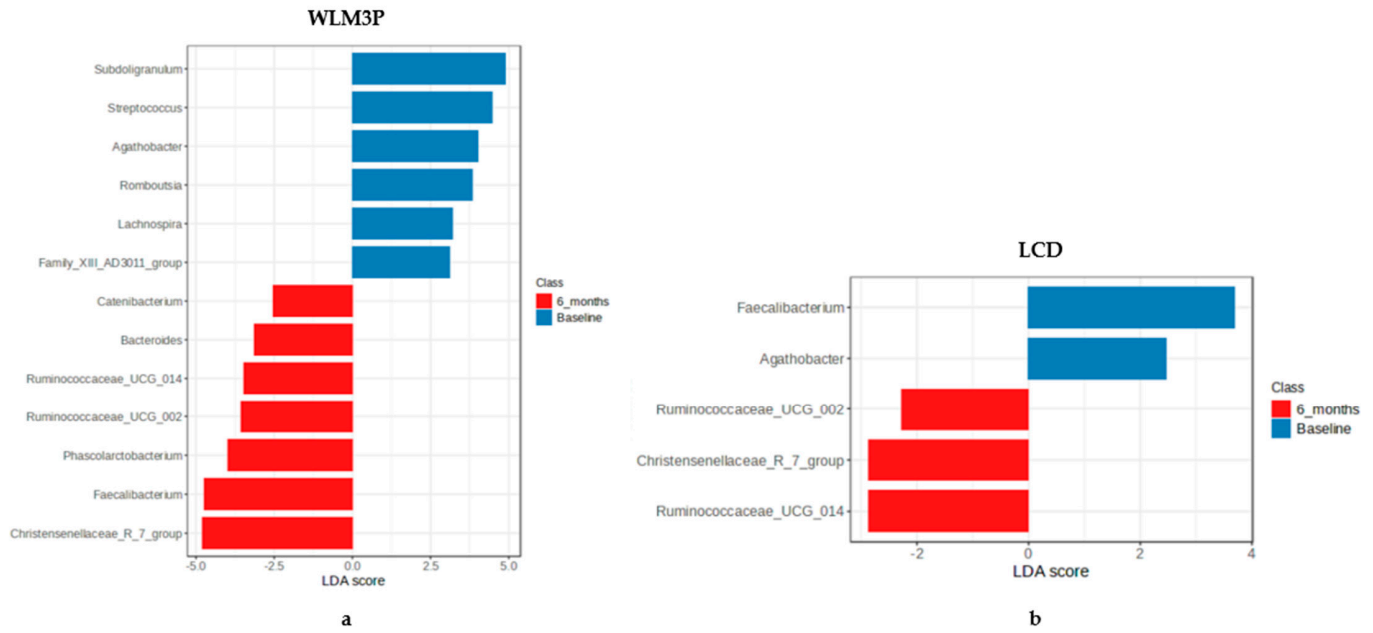 WLM3P
Subdoligranulum
Streptococcus
Agathobacter
Romboutsia
Lachnospira
Family_XIII_AD3011_group
Catenibacterium
Bacteroides
Ruminococcaceae_UCG_014
Ruminococcaceae_UCG_002
Phascolarctobacterium
Faecalibacterium
Christensenellaceae_R_7_group
-5.0 -2.5 0.0 2.5 5.0
LDA score
Class
6_months
Baseline
a
LCD
Faecalibacterium
Agathobacter
Ruminococcaceae_UCG_002
Christensenellaceae_R_7_group
Ruminococcaceae_UCG_014
-2 0 2 4
LDA score
Class
6_months
Baseline
b